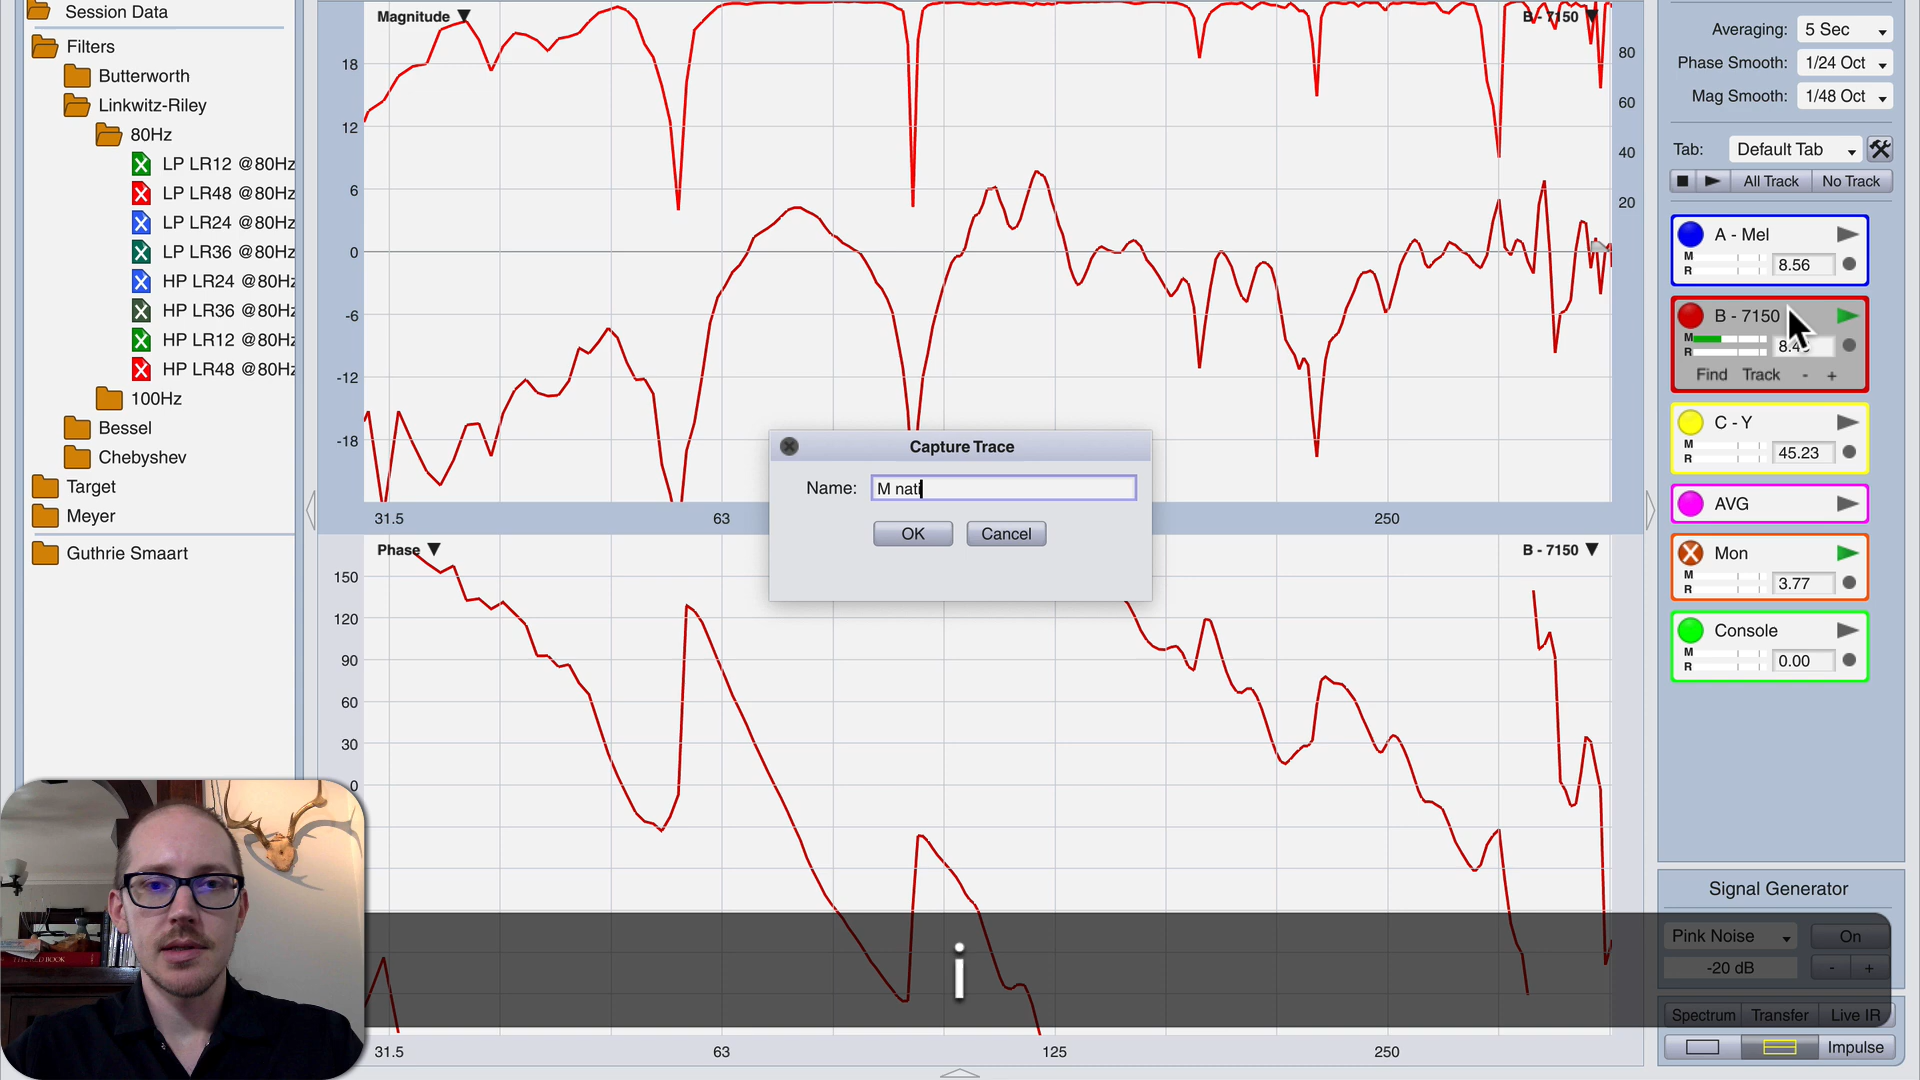 Session Data
Filters
Butterworth
Linkwitz-Riley
80Hz
LP LR12 @80Hz
LP LR48 @80Hz
LP LR24 @80Hz
LP LR36 @80Hz
HP LR24 @80Hz
HP LR36 @80Hz
HP LR12 @80Hz
HP LR48 @80Hz
100Hz
Bessel
Chebyshev
Target
Meyer
Guthrie Smaart
Magnitude
B - 7150
18
12
6
0
-6
-12
-18
80
60
40
20
31.5
63
250
Capture Trace
Name:
M nati
OK
Cancel
Phase
B - 7150
150
120
90
60
30
0
31.5
63
125
250
i
Averaging:
5 Sec
Phase Smooth:
1/24 Oct
Mag Smooth:
1/48 Oct
Tab:
Default Tab
All Track
No Track
A - Mel
M
R
8.56
B - 7150
M
R
Find
Track
-
+
C - Y
M
R
45.23
AVG
Mon
M
R
3.77
Console
M
R
0.00
Signal Generator
Pink Noise
On
-20 dB
-
+
Spectrum
Transfer
Live IR
Impulse